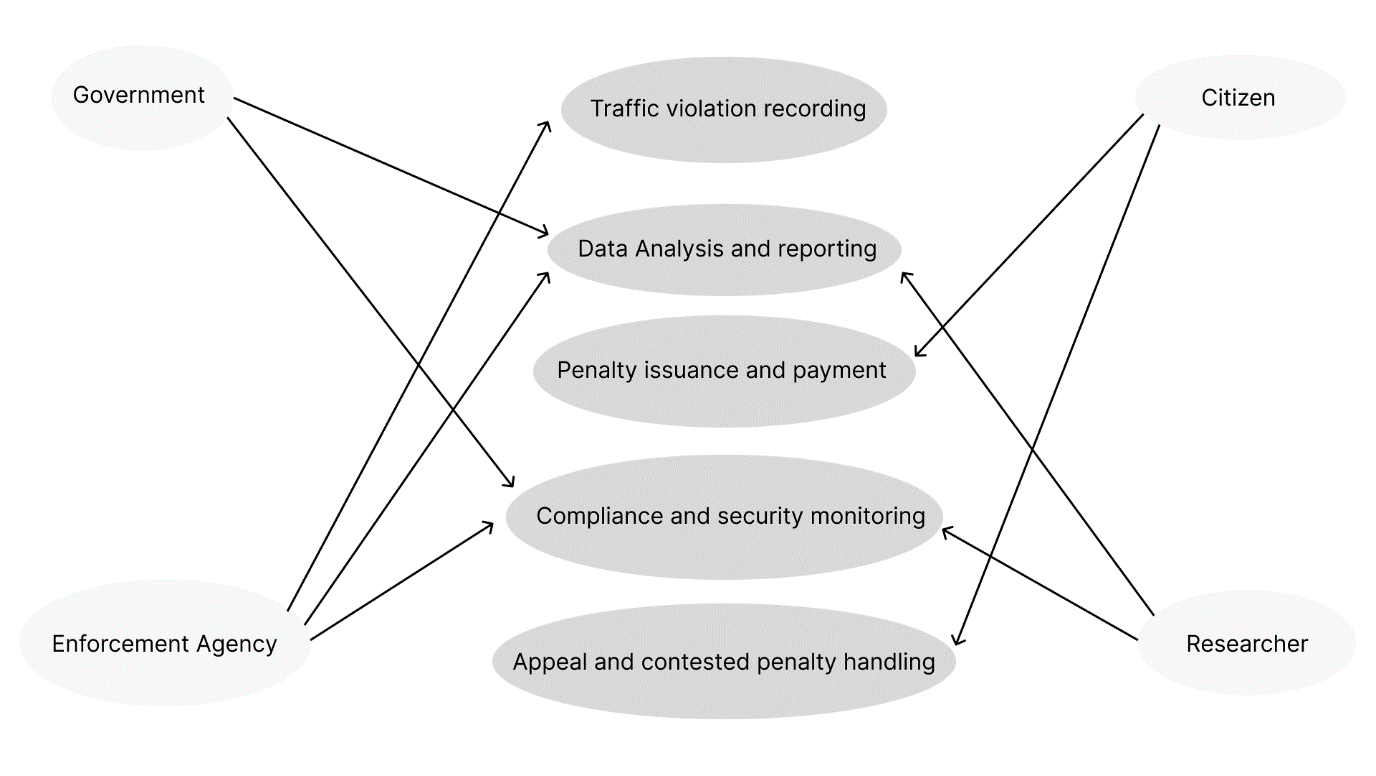 Government
Traffic violation recording
Citizen
Data Analysis and reporting
Penalty issuance and payment
Compliance and security monitoring
Enforcement Agency
Appeal and contested penalty handling
Researcher